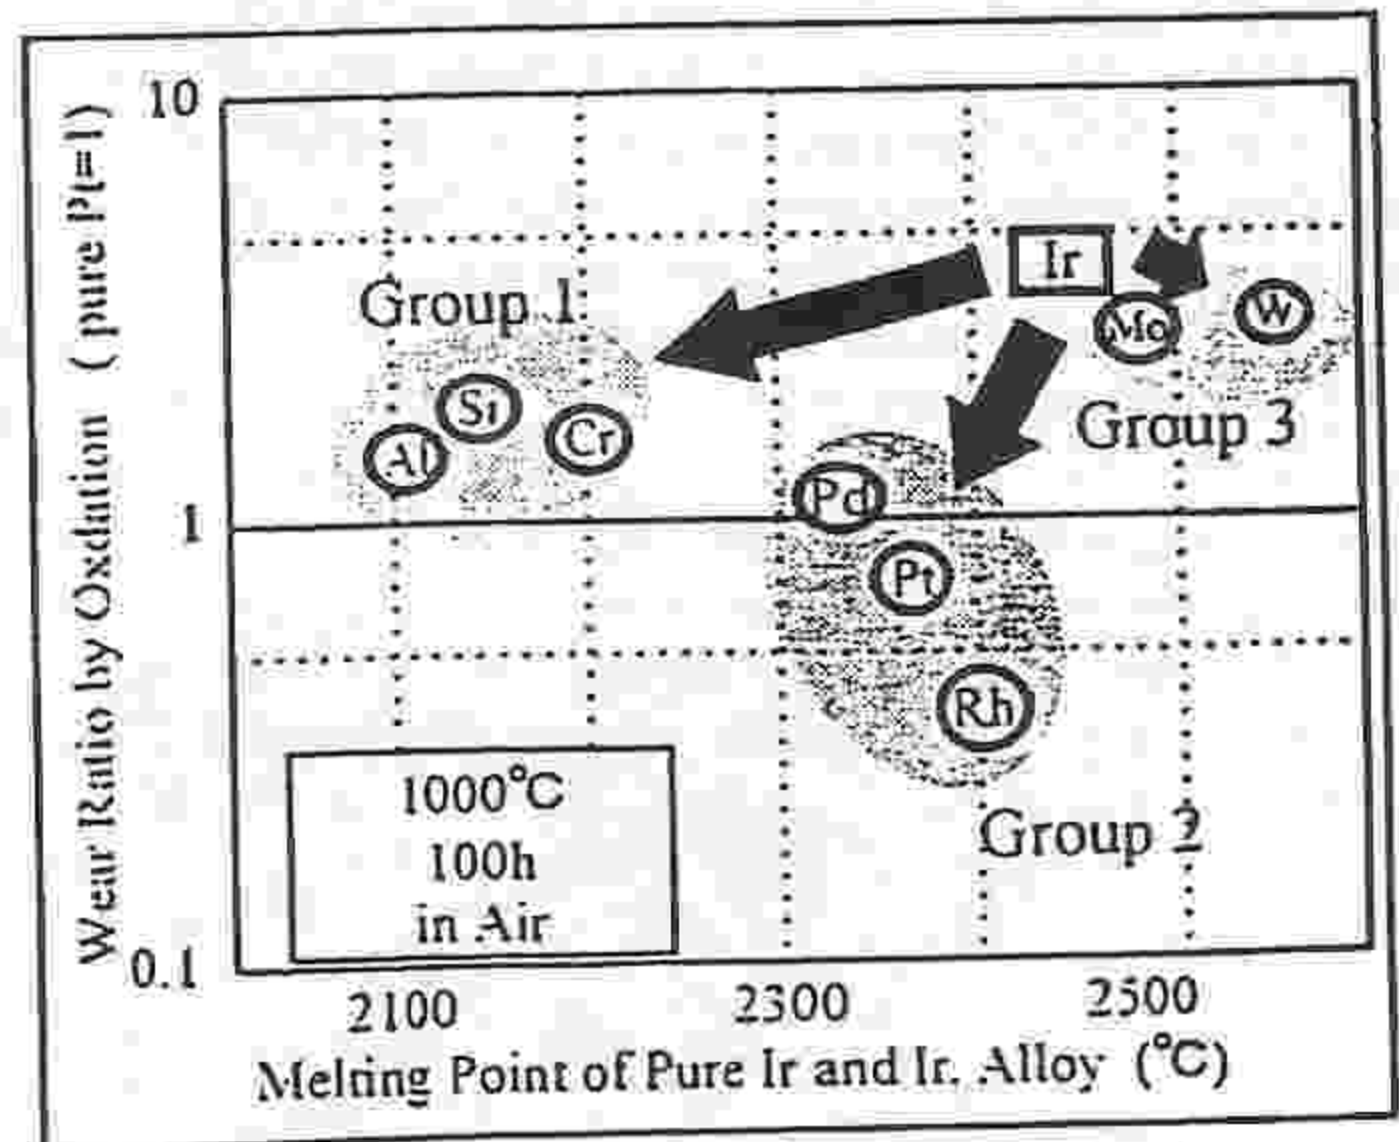 10
Wear Ratio by Oxdation ( pure Pt=1)
Ir
Group 1
W
Mo
Si
Group 3
Cr
Al
Pd
1
Pt
Rh
1000°C
Group 2
100h
in Air
0.1
2100 2300 2500
Melting Point of Pure Ir and Ir. Alloy (°C)